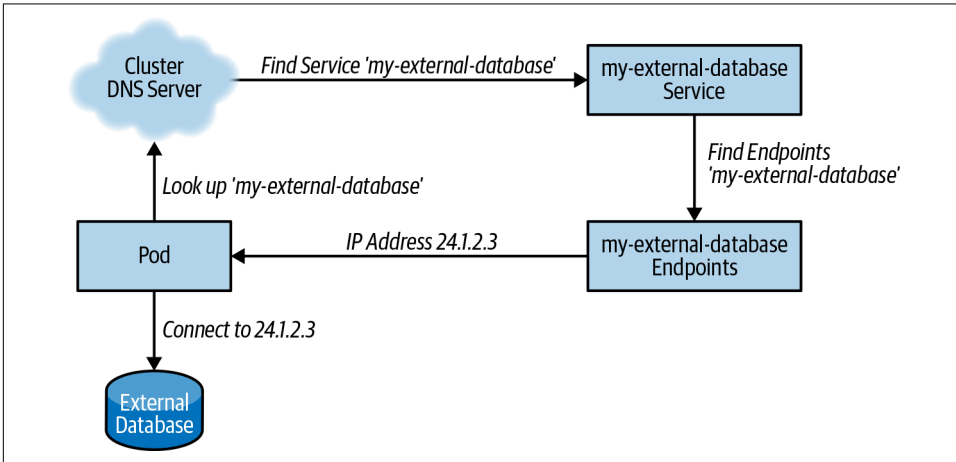 Cluster
DNS Server
Find Service 'my-external-database'
my-external-database
Service
Find Endpoints
'my-external-database'
Look up 'my-external-database'
Pod
IP Address 24.1.2.3
my-external-database
Endpoints
Connect to 24.1.2.3
External
Database